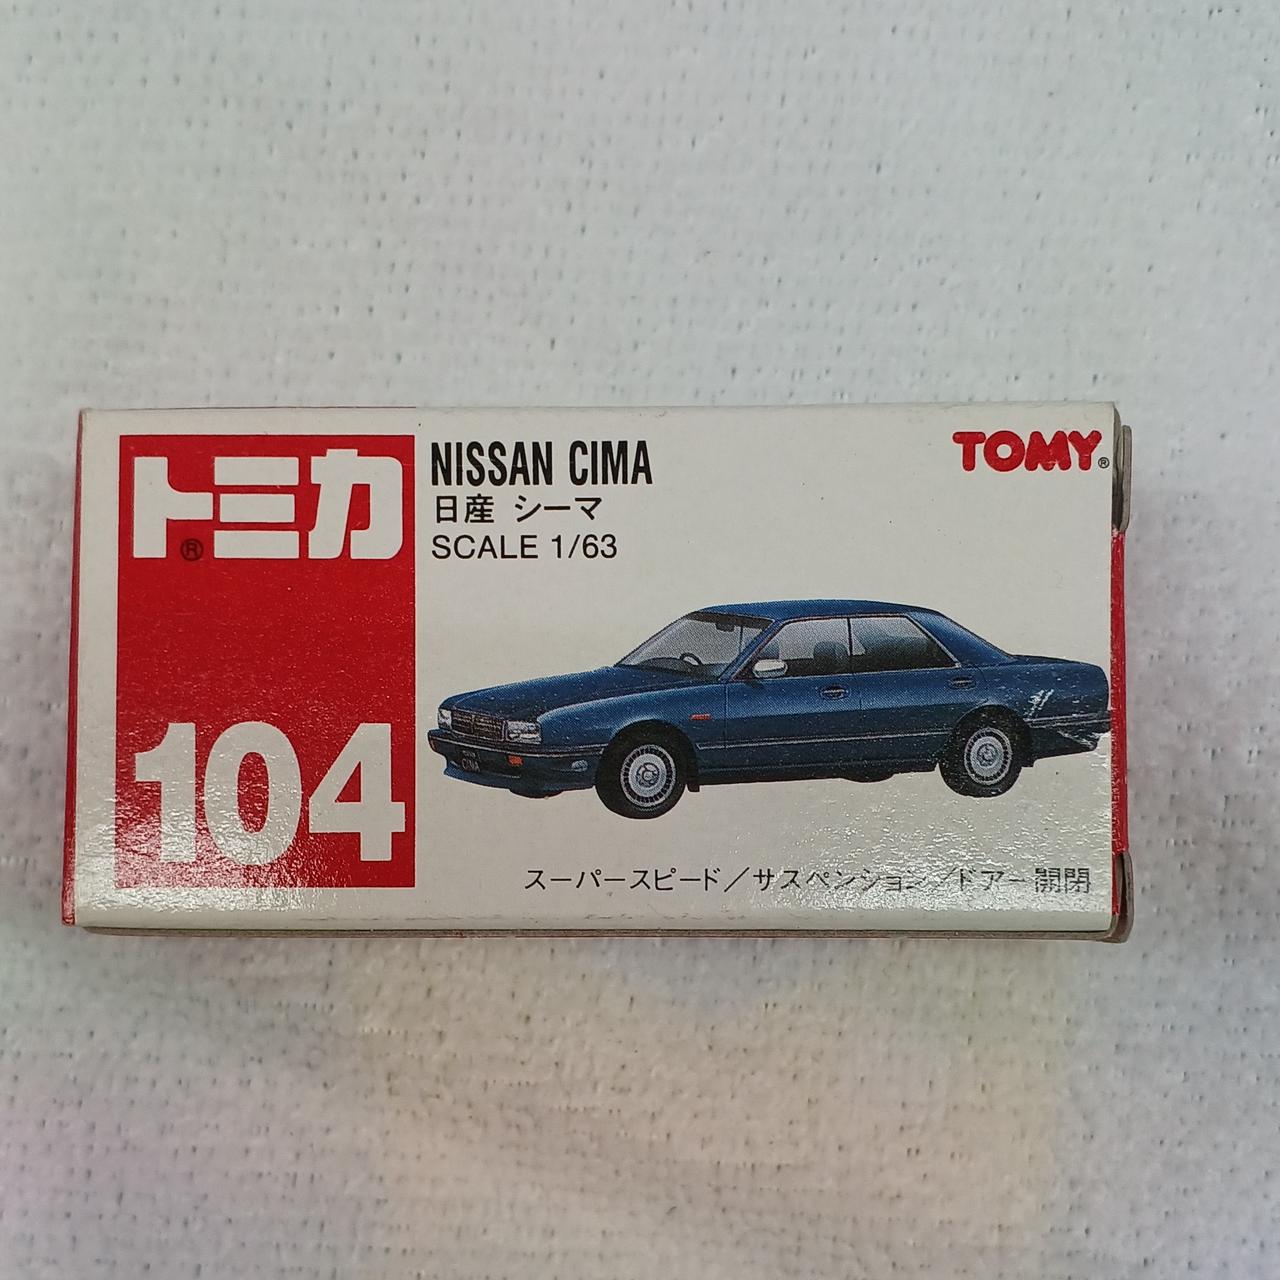 トミカ®
104
NISSAN CIMA
日産 シーマ
SCALE 1/63
TOMY®
CIMA
スーパースピード/サスペンション/ドアー開閉